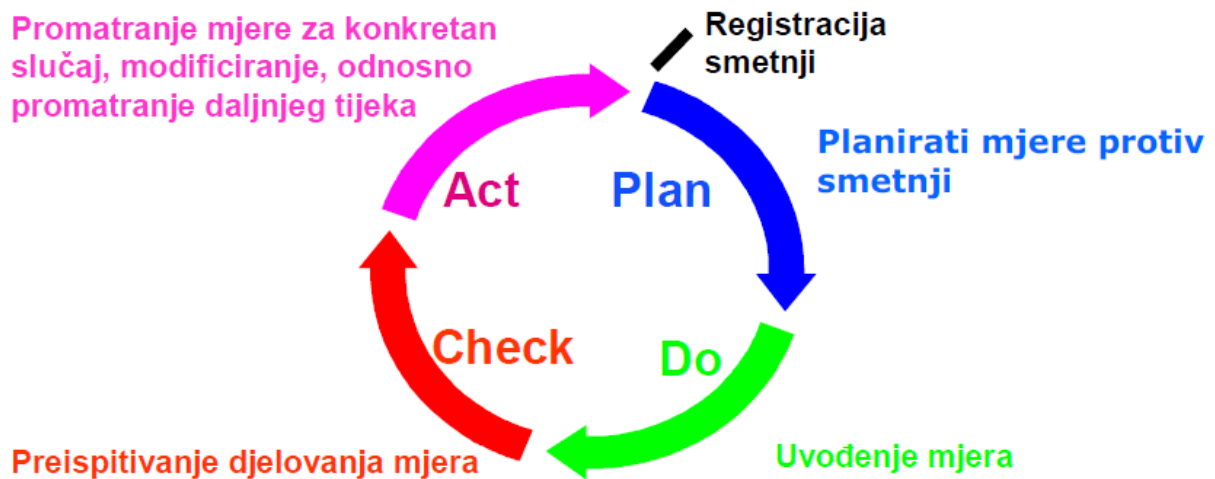 Promatranje mjere za konkretan
slučaj, modificiranje, odnosno
promatranje daljnjeg tijeka
Registracija
smetnji
Planirati mjere protiv
smetnji
Act
Plan
Check
Do
Preispitivanje djelovanja mjera
Uvođenje mjera